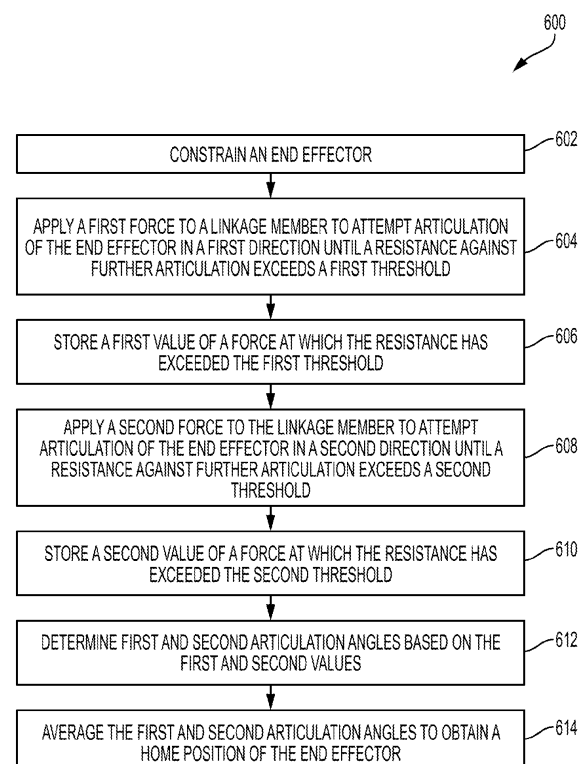 600
CONSTRAIN AN END EFFECTOR
602
APPLY A FIRST FORCE TO A LINKAGE MEMBER TO ATTEMPT ARTICULATION
OF THE END EFFECTOR IN A FIRST DIRECTION UNTIL A RESISTANCE AGAINST
FURTHER ARTICULATION EXCEEDS A FIRST THRESHOLD
604
STORE A FIRST VALUE OF A FORCE AT WHICH THE RESISTANCE HAS
EXCEEDED THE FIRST THRESHOLD
606
APPLY A SECOND FORCE TO THE LINKAGE MEMBER TO ATTEMPT
ARTICULATION OF THE END EFFECTOR IN A SECOND DIRECTION UNTIL A
RESISTANCE AGAINST FURTHER ARTICULATION EXCEEDS A SECOND
THRESHOLD
608
STORE A SECOND VALUE OF A FORCE AT WHICH THE RESISTANCE HAS
EXCEEDED THE SECOND THRESHOLD
610
DETERMINE FIRST AND SECOND ARTICULATION ANGLES BASED ON THE
FIRST AND SECOND VALUES
612
AVERAGE THE FIRST AND SECOND ARTICULATION ANGLES TO OBTAIN A
HOME POSITION OF THE END EFFECTOR
614